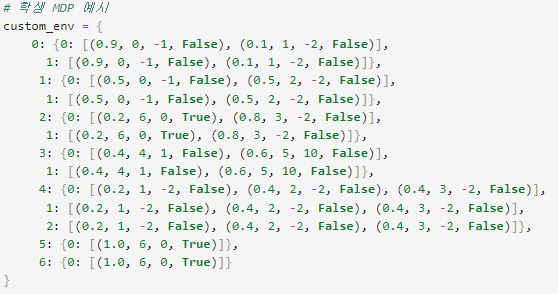 # 학생 MDP 예시
custom_env = {
    0: {0: [(0.9, 0, -1, False), (0.1, 1, -2, False)],
      1: [(0.9, 0, -1, False), (0.1, 1, -2, False)]},
     1: {0: [(0.5, 0, -1, False), (0.5, 2, -2, False)],
      1: [(0.5, 0, -1, False), (0.5, 2, -2, False)]},
     2: {0: [(0.2, 6, 0, True), (0.8, 3, -2, False)],
      1: [(0.2, 6, 0, True), (0.8, 3, -2, False)]},
     3: {0: [(0.4, 4, 1, False), (0.6, 5, 10, False)],
      1: [(0.4, 4, 1, False), (0.6, 5, 10, False)]},
     4: {0: [(0.2, 1, -2, False), (0.4, 2, -2, False), (0.4, 3, -2, False)],
      1: [(0.2, 1, -2, False), (0.4, 2, -2, False), (0.4, 3, -2, False)],
      2: [(0.2, 1, -2, False), (0.4, 2, -2, False), (0.4, 3, -2, False)]},
     5: {0: [(1.0, 6, 0, True)]},
     6: {0: [(1.0, 6, 0, True)]}
}